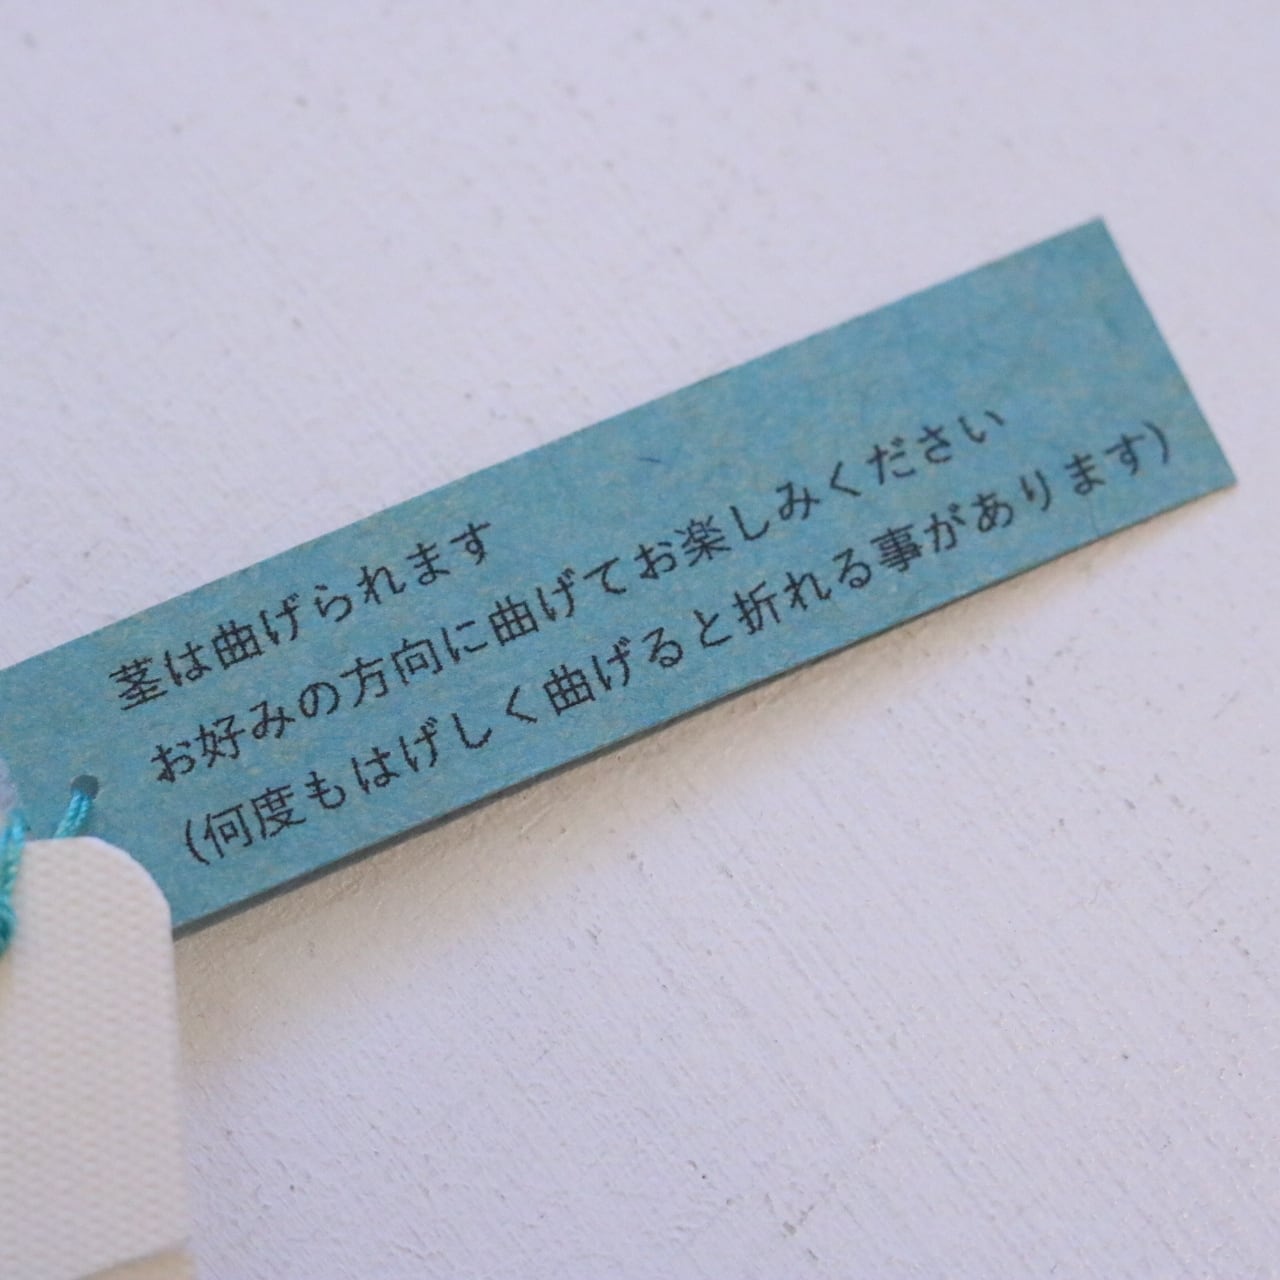 茎は曲げられます
お好みの方向に曲げてお楽しみください
(何度もはげしく曲げると折れる事があります)